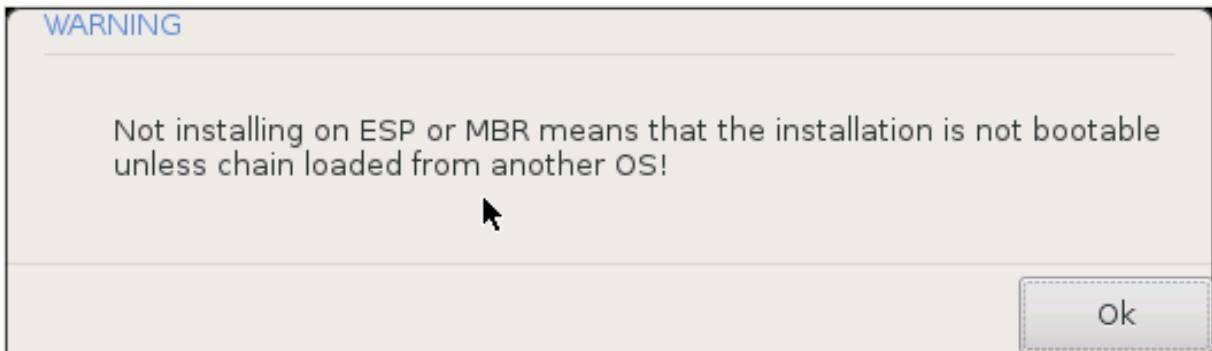 WARNING
Not installing on ESP or MBR means that the installation is not bootable
unless chain loaded from another OS!
Ok